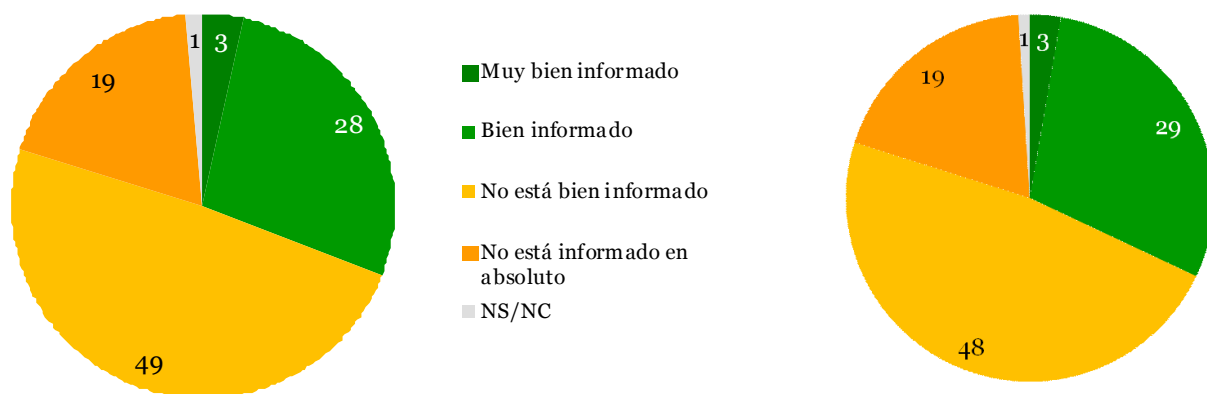 1
3
19
28
49
Muy bien informado
Bien informado
No está bien informado
No está informado en
absoluto
NS/NC
1
3
19
29
48